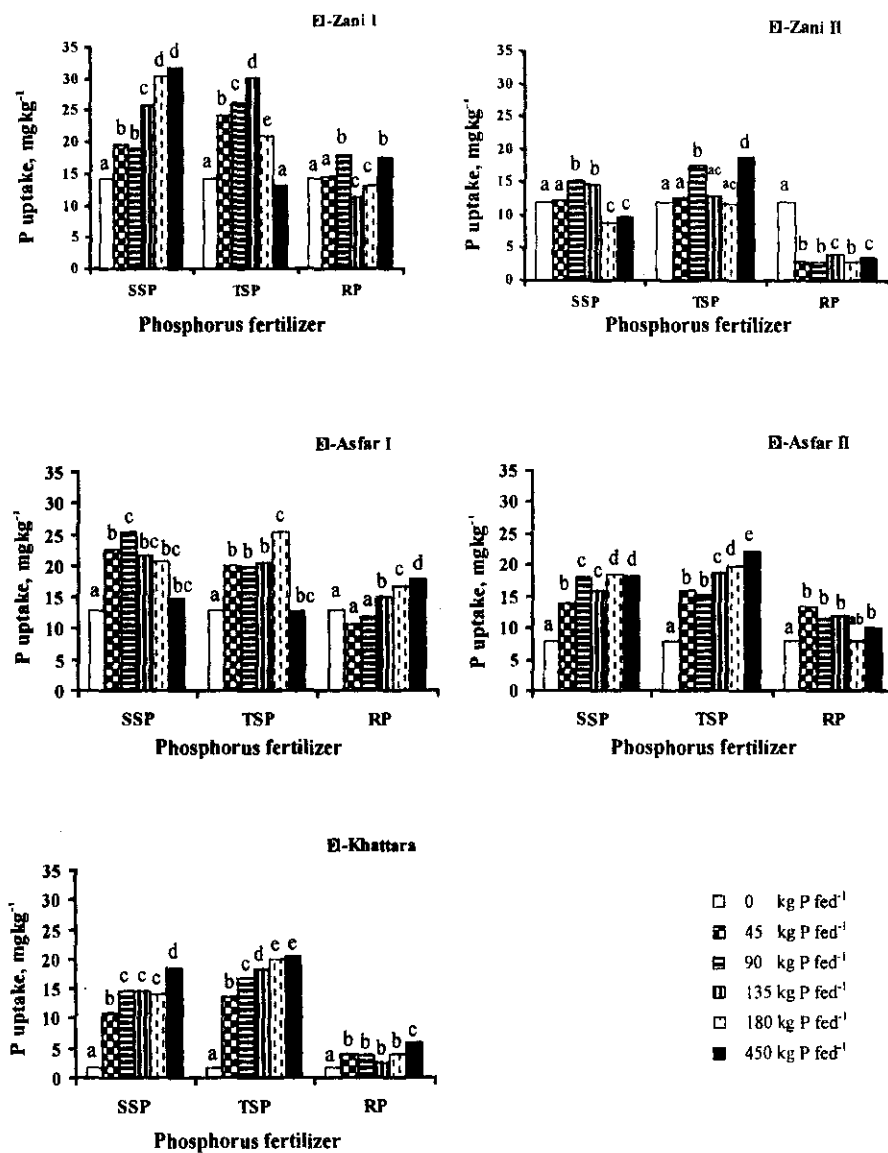 El-Zani I
35
30
25
20
15
10
5
0
P uptake, mgkg⁻¹
a b b c d d a b c d e a a a b c c b
SSP TSP RP
Phosphorus fertilizer
El-Zani II
35
30
25
20
15
10
5
0
P uptake, mgkg⁻¹
a a b b c c a a b ac ac d a b b c b c
SSP TSP RP
Phosphorus fertilizer
El-Asfar I
35
30
25
20
15
10
5
0
P uptake, mgkg⁻¹
a b c bc bc bc a b b b c bc a a a b c d
SSP TSP RP
Phosphorus fertilizer
El-Asfar II
35
30
25
20
15
10
5
0
P uptake, mgkg⁻¹
a b c c d d a b b c d e a b b b ab b
SSP TSP RP
Phosphorus fertilizer
El-Khattara
35
30
25
20
15
10
5
0
P uptake, mgkg⁻¹
a b c c c d a b c d e e a b b b b c
SSP TSP RP
Phosphorus fertilizer
0 kg P fed⁻¹
45 kg P fed⁻¹
90 kg P fed⁻¹
135 kg P fed⁻¹
180 kg P fed⁻¹
450 kg P fed⁻¹